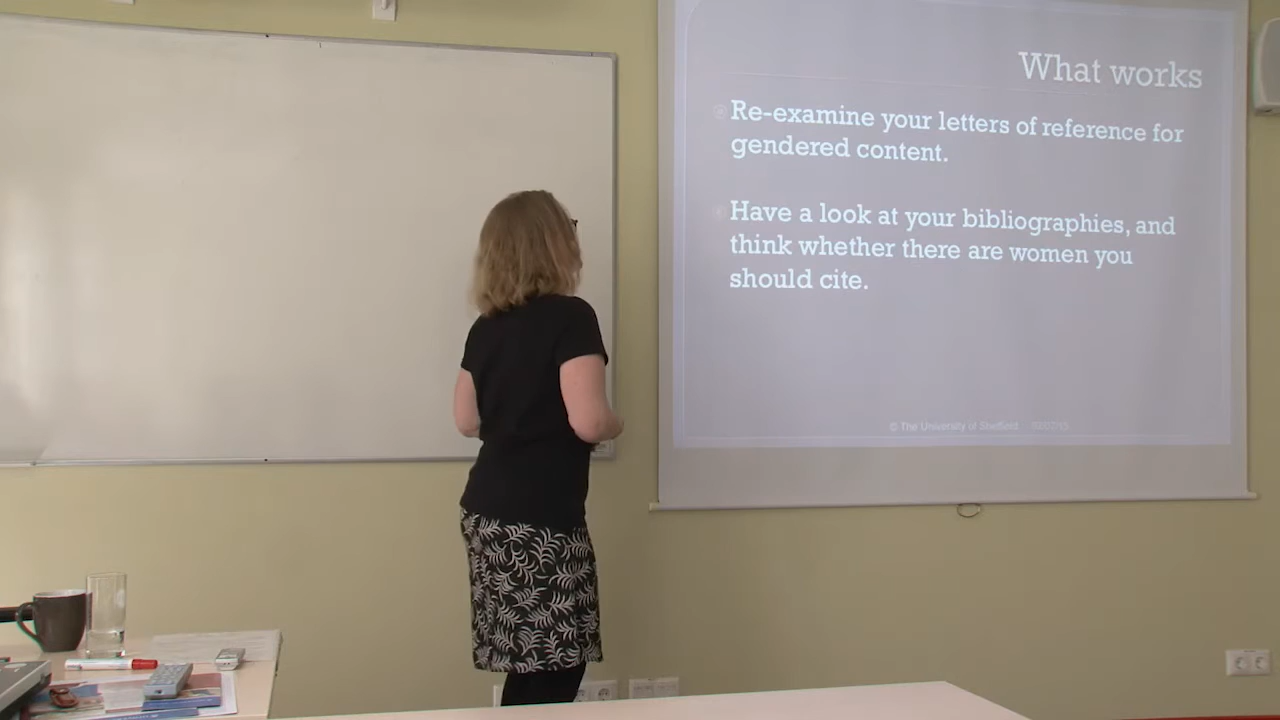 What works
Re-examine your letters of reference for
gendered content.
Have a look at your bibliographies, and
think whether there are women you
should cite.
© The University of Sheffield